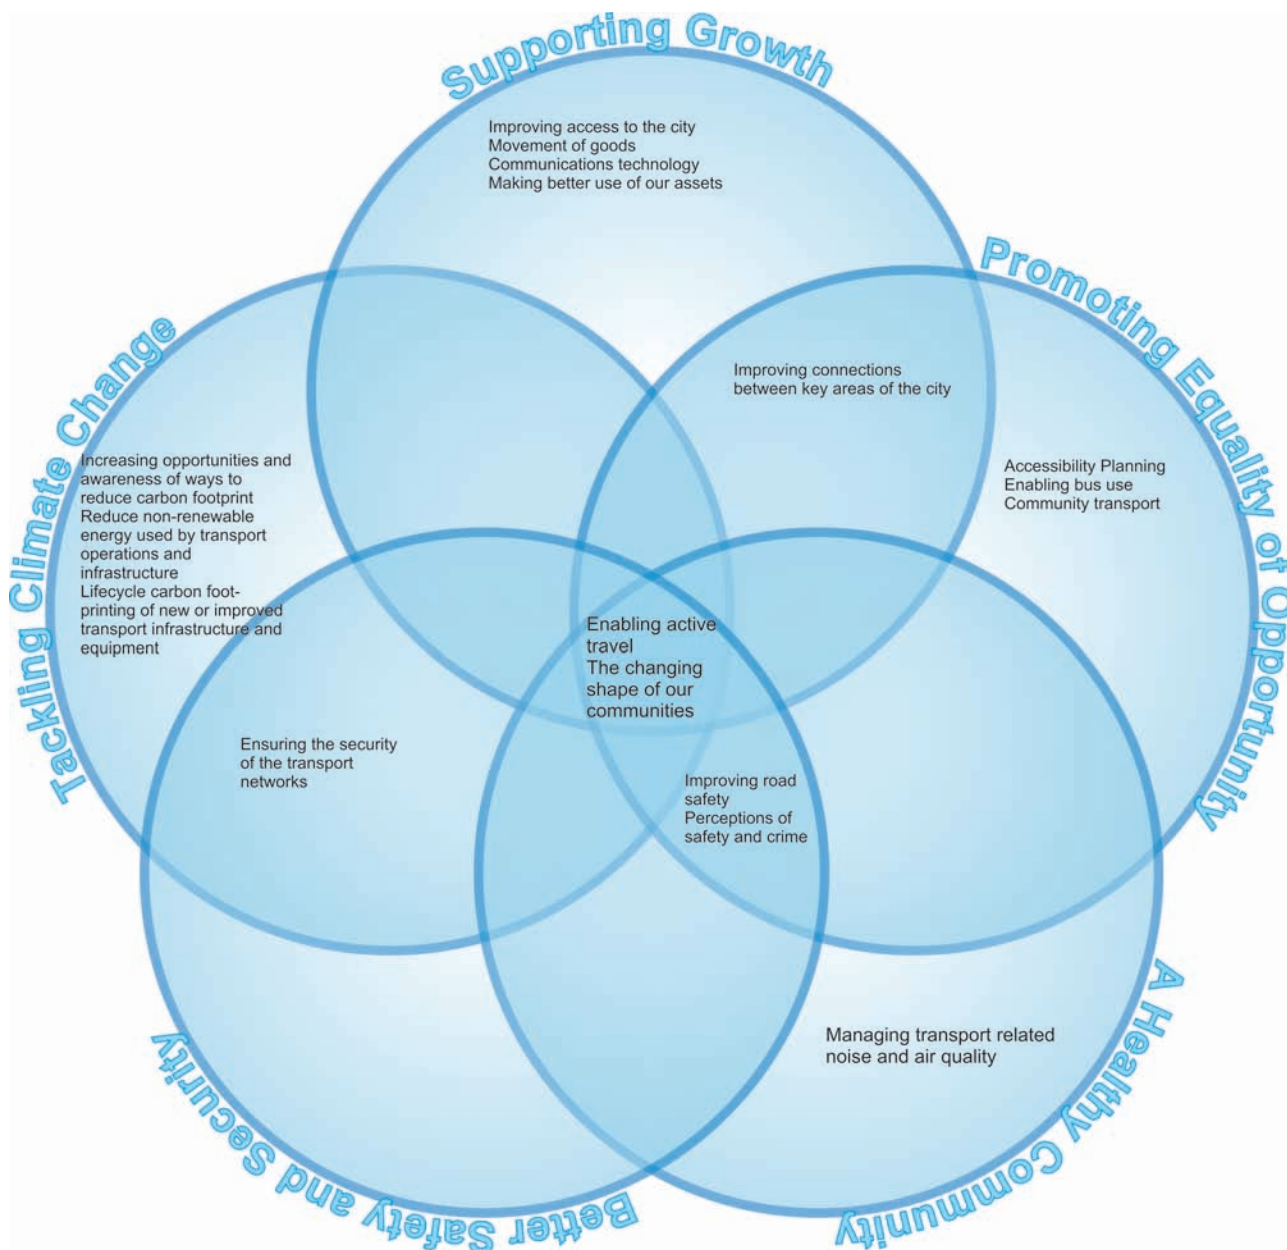 Supporting Growth
Improving access to the city
Movement of goods
Communications technology
Making better use of our assets
Promoting Equality of Opportunity
Improving connections
between key areas of the city
Tackling Climate Change
Increasing opportunities and
awareness of ways to
reduce carbon footprint
Reduce non-renewable
energy used by transport
operations and
infrastructure
Lifecycle carbon foot-
printing of new or improved
transport infrastructure and
equipment
Accessibility Planning
Enabling bus use
Community transport
Enabling active
travel
The changing
shape of our
communities
Ensuring the security
of the transport
networks
Improving road
safety
Perceptions of
safety and crime
Managing transport related
noise and air quality
A Healthy Community
Better Safety and Security